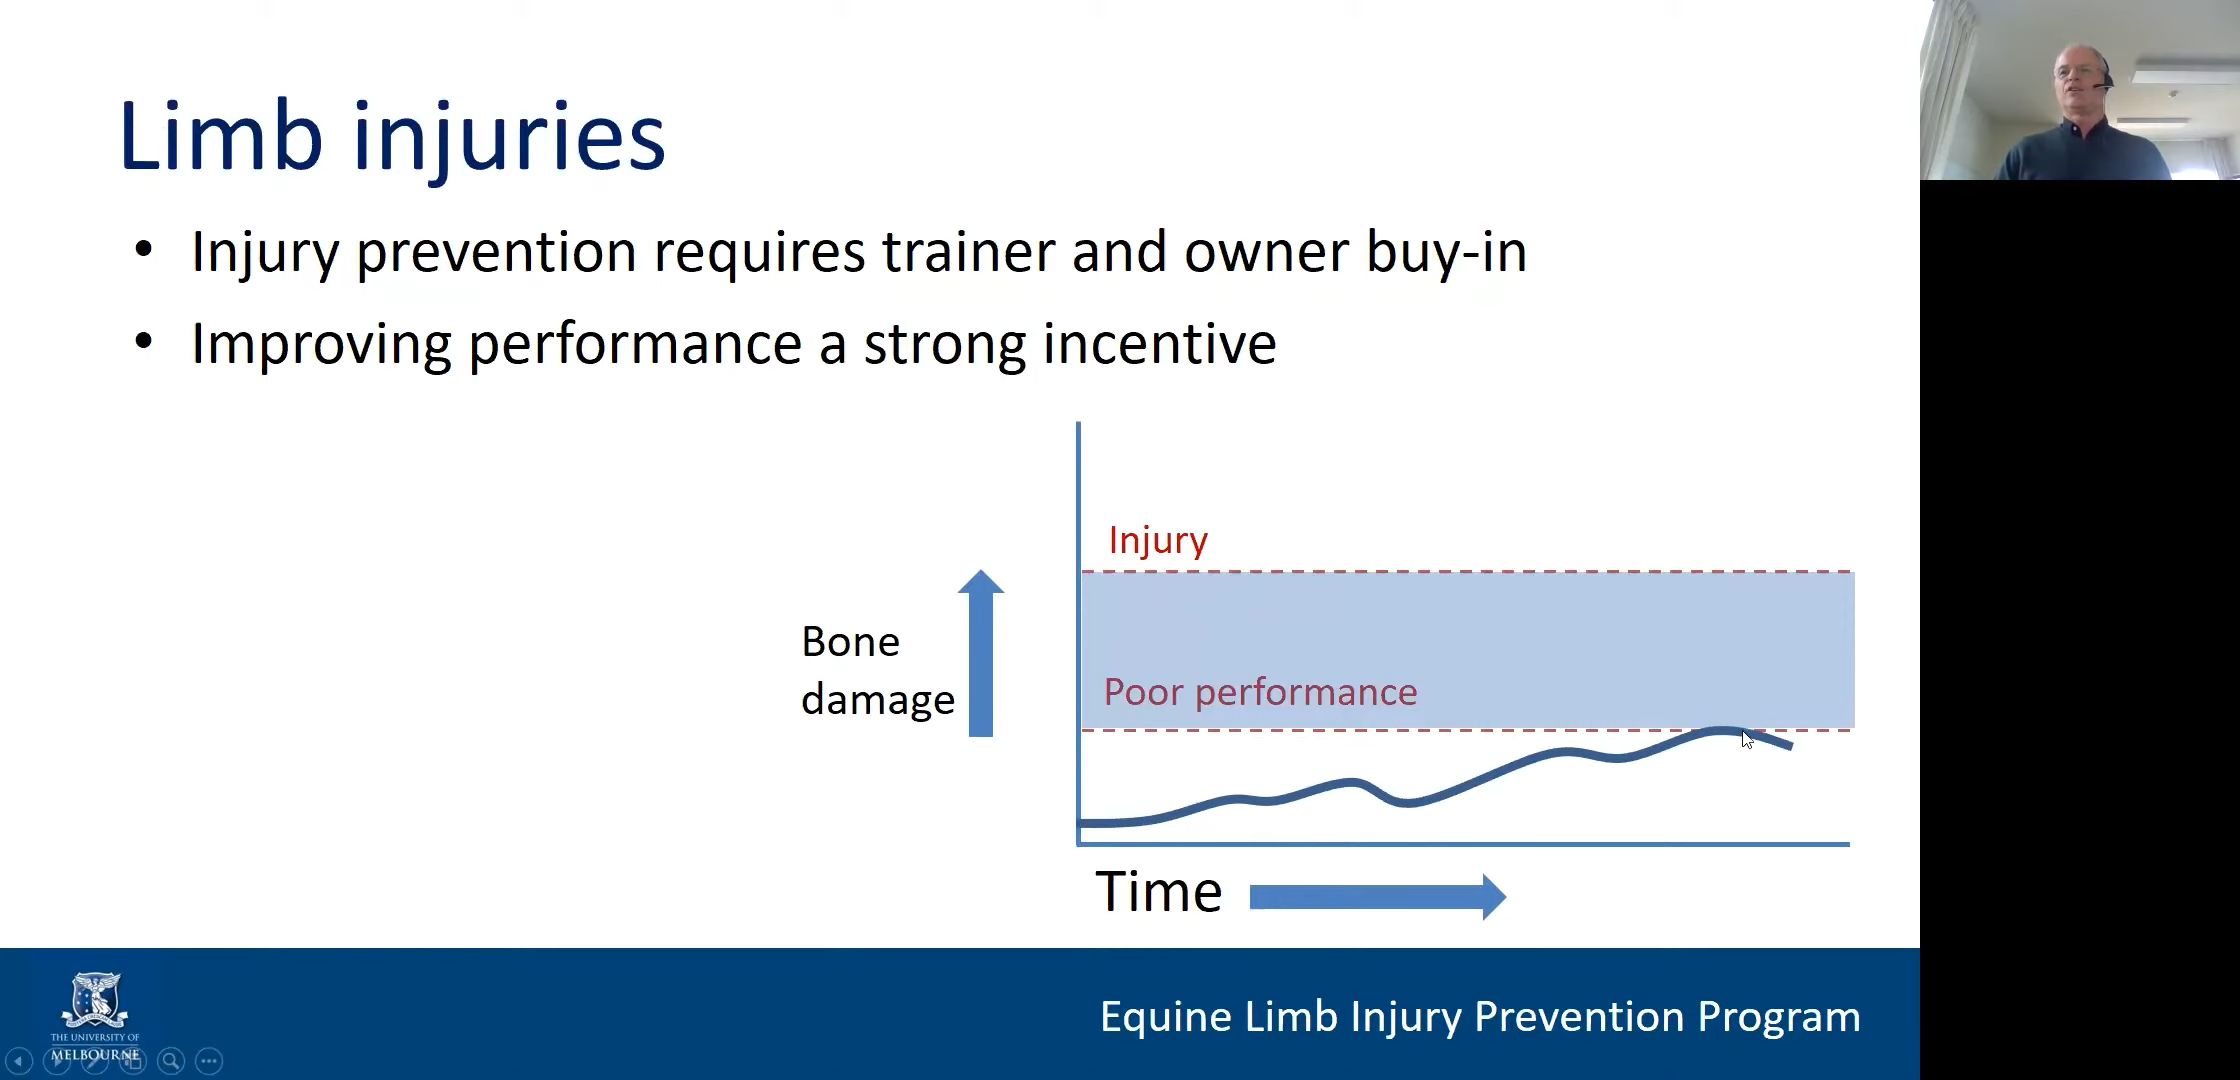 Limb injuries
• Injury prevention requires trainer and owner buy-in
• Improving performance a strong incentive
Injury
Bone
damage
Poor performance
Time
Equine Limb Injury Prevention Program
THE UNIVERSITY OF
MELBOURNE